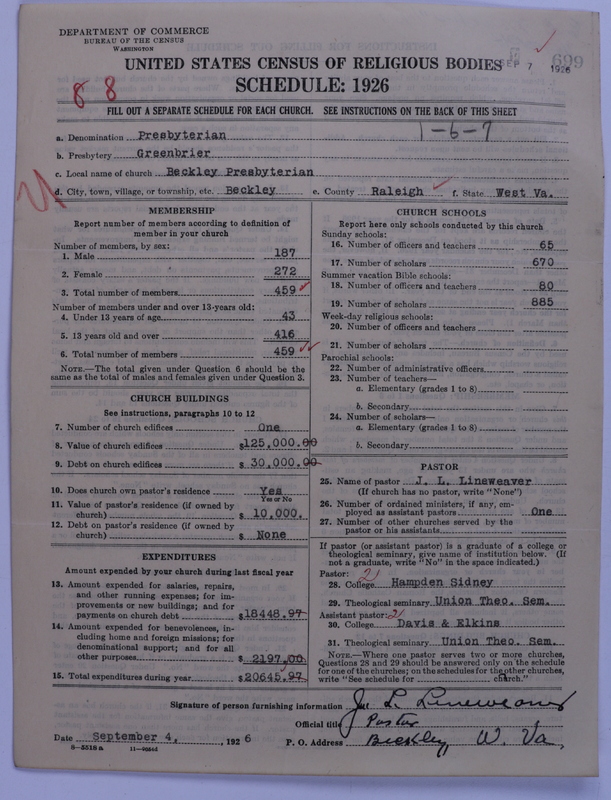 DEPARTMENT OF COMMERCE
BUREAU OF THE CENSUS
WASHINGTON
UNITED STATES CENSUS OF RELIGIOUS BODIES
SEP 7 1926
699
SCHEDULE: 1926
8 8
FILL OUT A SEPARATE SCHEDULE FOR EACH CHURCH. SEE INSTRUCTIONS ON THE BACK OF THIS SHEET
1-6-7
a. Denomination Presbyterian
b. Presbytery Greenbrier
c. Local name of church Beckley Presbyterian
d. City, town, village, or township, etc. Beckley e. County Raleigh f. State West Va.
MEMBERSHIP
Report number of members according to definition of member in your church
Number of members, by sex:
1. Male 187
2. Female 272
3. Total number of members 459
Number of members under and over 13 years old:
4. Under 13 years of age 43
5. 13 years old and over 416
6. Total number of members 459
NOTE.—The total given under Question 6 should be the
same as the total of males and females given under Question 3.
CHURCH BUILDINGS
See instructions, paragraphs 10 to 12
7. Number of church edifices One
8. Value of church edifices $125,000.00
9. Debt on church edifices $ 30,000.00
10. Does church own pastor's residence Yes
Yes or No
11. Value of pastor's residence (if owned by
church) $ 10,000.
12. Debt on pastor's residence (if owned by
church) $ None
EXPENDITURES
Amount expended by your church during last fiscal year
13. Amount expended for salaries, repairs,
and other running expenses; for im-
provements or new buildings; and for
payments on church debt $18448.97
14. Amount expended for benevolences, in-
cluding home and foreign missions; for
denominational support; and for all
other purposes $ 2197.00
15. Total expenditures during year $20645.97
CHURCH SCHOOLS
Report here only schools conducted by this church
Sunday schools:
16. Number of officers and teachers 65
17. Number of scholars 670
Summer vacation Bible schools:
18. Number of officers and teachers 80
19. Number of scholars 885
Week-day religious schools:
20. Number of officers and teachers
21. Number of scholars
Parochial schools:
22. Number of administrative officers
23. Number of teachers—
a. Elementary (grades 1 to 8)
b. Secondary
24. Number of scholars—
a. Elementary (grades 1 to 8)
b. Secondary
PASTOR
25. Name of pastor J. L. Lineweaver
(If church has no pastor, write "None")
26. Number of ordained ministers, if any, em-
ployed as assistant pastors One
27. Number of other churches served by the
pastor or his assistants
If pastor (or assistant pastor) is a graduate of a college or
theological seminary, give name of institution below. (If
not a graduate, write "No" in the space indicated.)
Pastor: 2
28. College Hampden Sidney
29. Theological seminary Union Theo. Sem.
Assistant pastor: 2
30. College Davis & Elkins
31. Theological seminary Union Theo. Sem.
NOTE.—Where one pastor serves two or more churches,
Questions 28 and 29 should be answered only on the schedule
for one of the churches; on the schedules for the other churches,
write "See schedule for church."
Signature of person furnishing information Jno. L. Lineweaver
Official title Pastor
Date September 4, 1926 P. O. Address Beckley, W. Va,
8-5518a 11-9054d